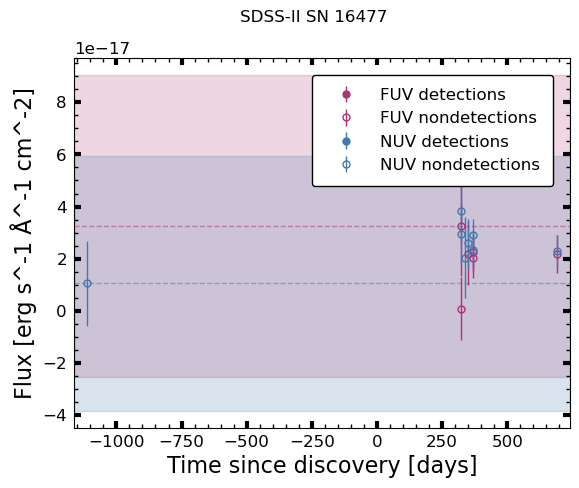 SDSS-II SN 16477
1e−17
FUV detections
FUV nondetections
NUV detections
NUV nondetections
8
6
4
2
0
−2
−4
Flux [erg s^-1 Å^-1 cm^-2]
−1000 −750 −500 −250 0 250 500
Time since discovery [days]